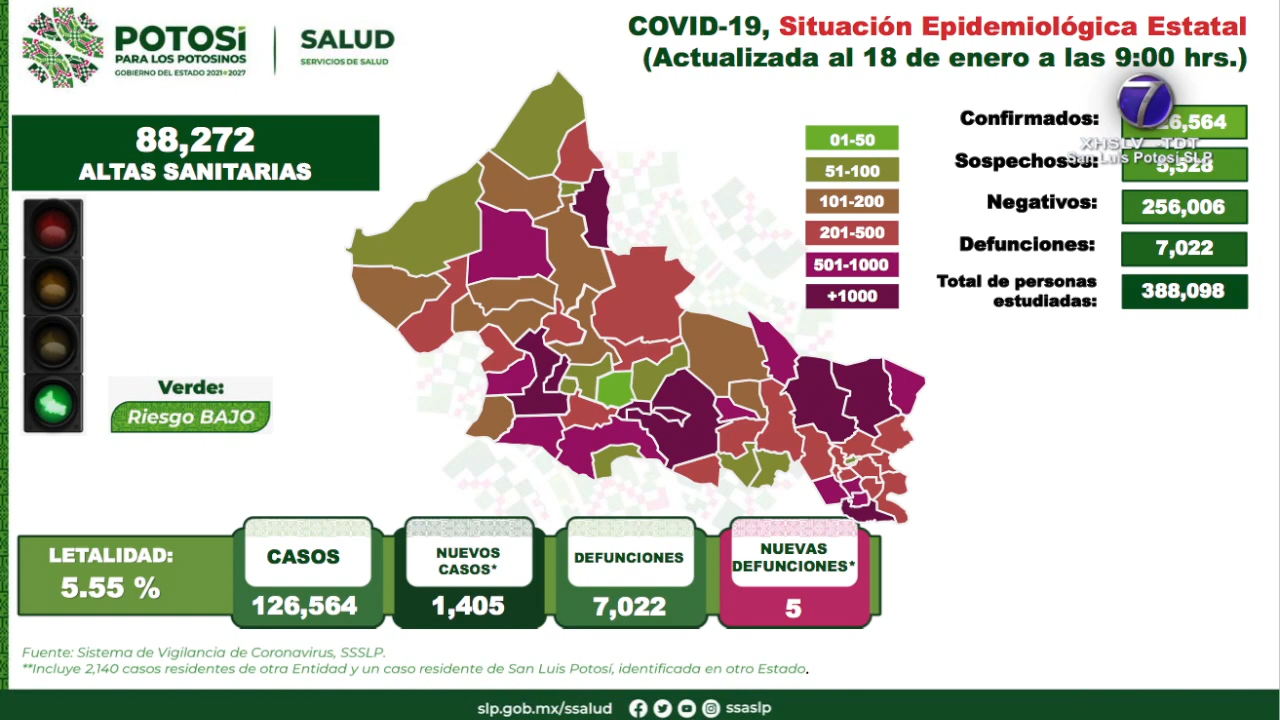 POTOSÍ
PARA LOS POTOSINOS
GOBIERNO DEL ESTADO 2021•2027
SALUD
SERVICIOS DE SALUD
COVID-19, Situación Epidemiológica Estatal
(Actualizada al 18 de enero a las 9:00 hrs.)
88,272
ALTAS SANITARIAS
Verde:
Riesgo BAJO
01-50
51-100
101-200
201-500
501-1000
+1000
7
XHSLV -TDT
San Luis Potosí SLP
Confirmados: 26,564
Sospechosos: 5,528
Negativos: 256,006
Defunciones: 7,022
Total de personas
estudiadas: 388,098
LETALIDAD:
5.55 %
CASOS
126,564
NUEVOS
CASOS*
1,405
DEFUNCIONES
7,022
NUEVAS
DEFUNCIONES*
5
Fuente: Sistema de Vigilancia de Coronavirus, SSSLP.
**Incluye 2,140 casos residentes de otra Entidad y un caso residente de San Luis Potosí, identificada en otro Estado.
slp.gob.mx/ssalud ssaslp